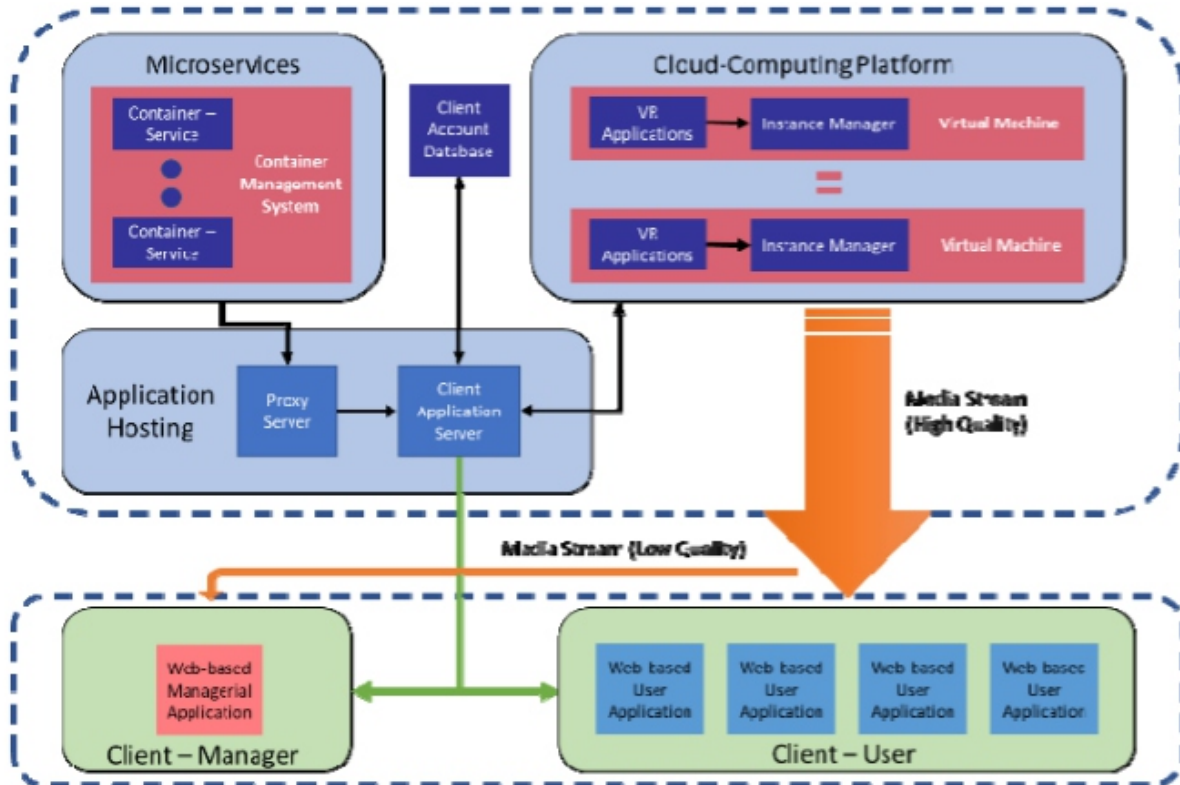 Microservices
Container –
Service
Container –
Service
Container
Management
System
Client
Account
Database
Cloud-Computing Platform
VR
Applications
Instance Manager
Virtual Machine
VR
Applications
Instance Manager
Virtual Machine
Application
Hosting
Proxy
Server
Client
Application
Server
Media Stream
(High Quality)
Media Stream (Low Quality)
Web-based
Managerial
Application
Client – Manager
Web-based
User
Application
Web-based
User
Application
Web-based
User
Application
Web-based
User
Application
Client – User